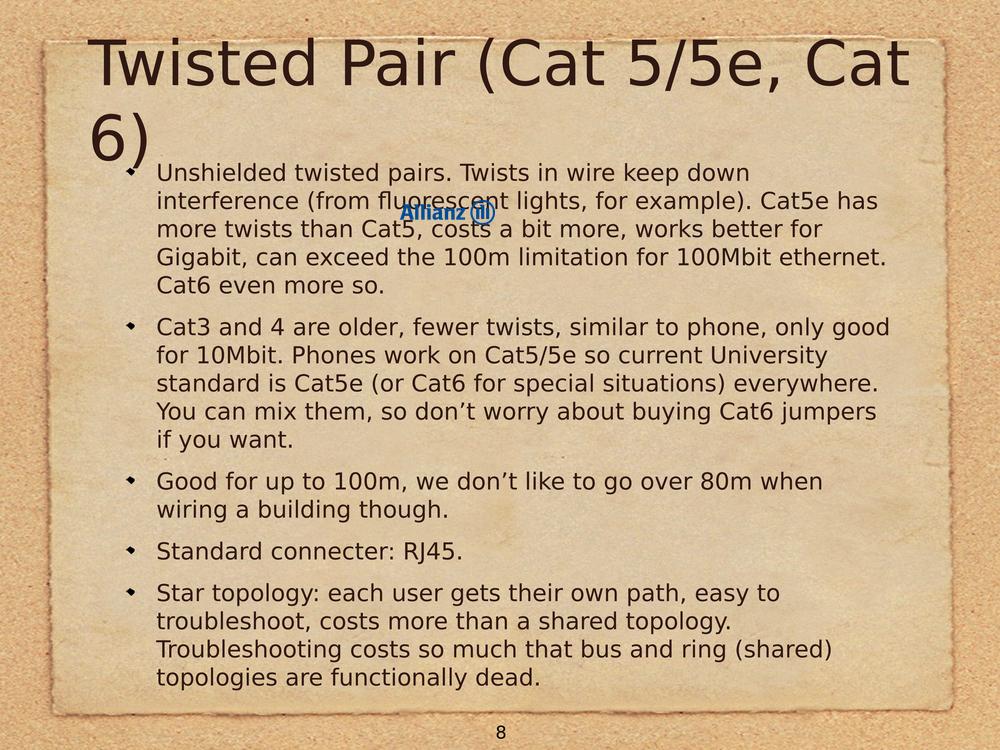 Twisted Pair (Cat 5/5e, Cat
6)
Unshielded twisted pairs. Twists in wire keep down
interference (from fluorescent lights, for example). Cat5e has
Allianz
more twists than Cat5, costs a bit more, works better for
Gigabit, can exceed the 100m limitation for 100Mbit ethernet.
Cat6 even more so.
Cat3 and 4 are older, fewer twists, similar to phone, only good
for 10Mbit. Phones work on Cat5/5e so current University
standard is Cat5e (or Cat6 for special situations) everywhere.
You can mix them, so don’t worry about buying Cat6 jumpers
if you want.
Good for up to 100m, we don’t like to go over 80m when
wiring a building though.
Standard connecter: RJ45.
Star topology: each user gets their own path, easy to
troubleshoot, costs more than a shared topology.
Troubleshooting costs so much that bus and ring (shared)
topologies are functionally dead.
8